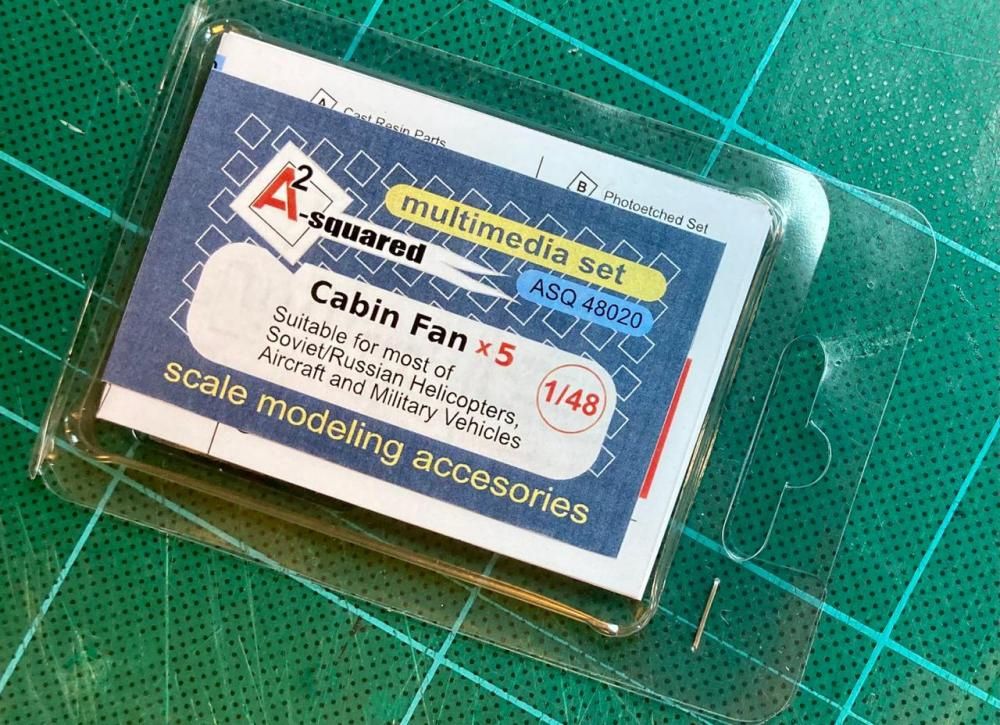 A Cast Resin Parts
B Photoetched Set
A2-squared
multimedia set
ASQ 48020
Cabin Fan x 5
Suitable for most of
Soviet/Russian Helicopters,
Aircraft and Military Vehicles
1/48
scale modeling accesories